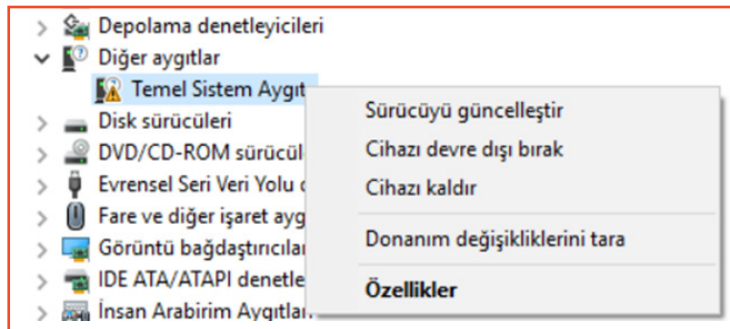 Depolama denetleyicileri
Diğer aygıtlar
Temel Sistem Aygıt
Disk sürücüleri
DVD/CD-ROM sürücül
Evrensel Seri Veri Yolu
Fare ve diğer işaret ayg
Görüntü bağdaştırıcıla
IDE ATA/ATAPI denetle
İnsan Arabirim Aygıtlar
Sürücüyü güncelleştir
Cihazı devre dışı bırak
Cihazı kaldır
Donanım değişikliklerini tara
Özellikler